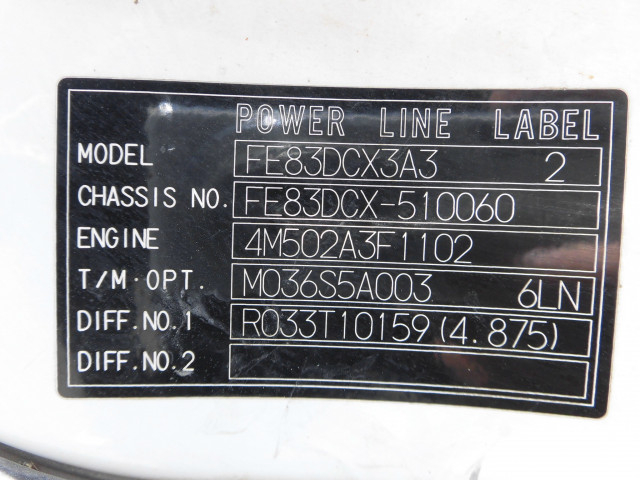 POWER LINE LABEL
MODEL FE83DCX3A3 2
CHASSIS NO. FE83DCX-510060
ENGINE 4M502A3F1102
T/M·OPT. M036S5A003 6LN
DIFF.NO.1 R033T10159(4.875)
DIFF.NO.2